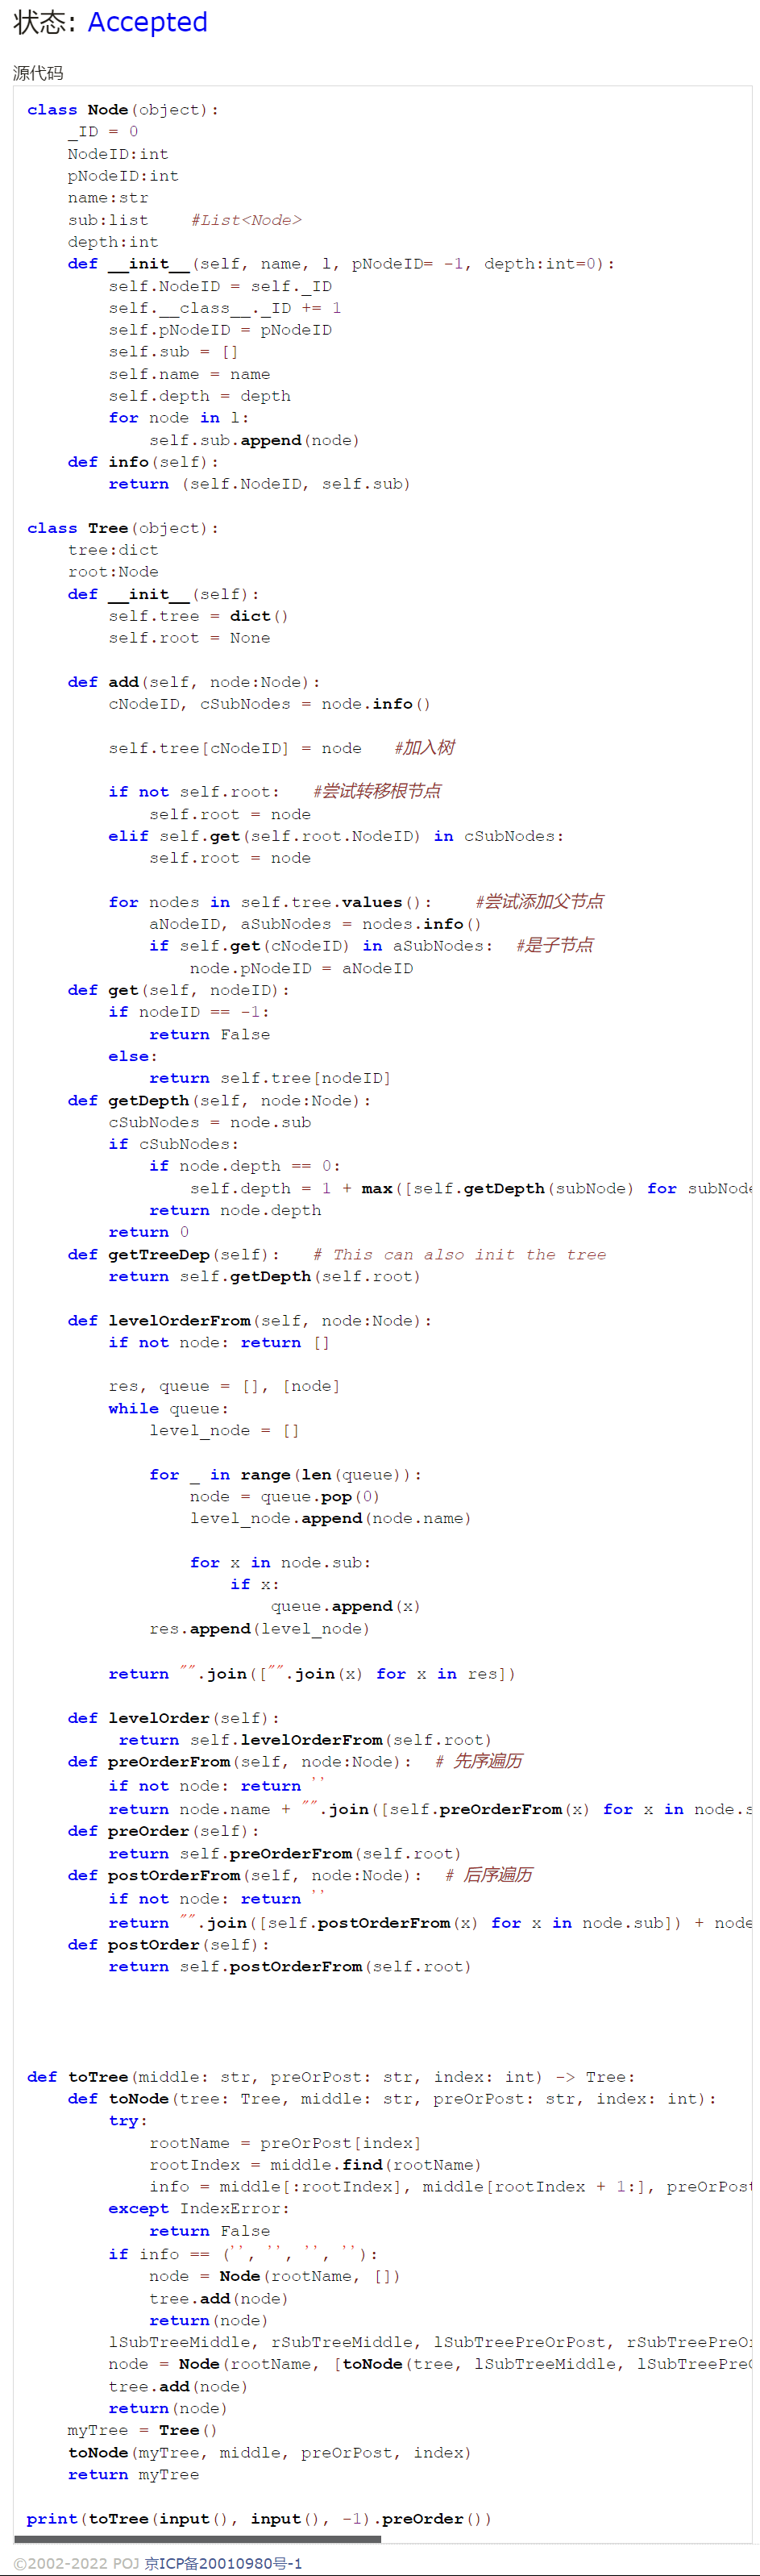 状态: Accepted
源代码
class Node(object):
    _ID = 0
    NodeID:int
    pNodeID:int
    name:str
    sub:list    #List<Node>
    depth:int
    def __init__(self, name, l, pNodeID= -1, depth:int=0):
        self.NodeID = self._ID
        self.__class__._ID += 1
        self.pNodeID = pNodeID
        self.sub = []
        self.name = name
        self.depth = depth
        for node in l:
            self.sub.append(node)
    def info(self):
        return (self.NodeID, self.sub)
class Tree(object):
    tree:dict
    root:Node
    def __init__(self):
        self.tree = dict()
        self.root = None
    def add(self, node:Node):
        cNodeID, cSubNodes = node.info()
        self.tree[cNodeID] = node   #加入树
        if not self.root:   #尝试转移根节点
            self.root = node
        elif self.get(self.root.NodeID) in cSubNodes:
            self.root = node
        for nodes in self.tree.values():    #尝试添加父节点
            aNodeID, aSubNodes = nodes.info()
            if self.get(cNodeID) in aSubNodes:  #是子节点
                node.pNodeID = aNodeID
    def get(self, nodeID):
        if nodeID == -1:
            return False
        else:
            return self.tree[nodeID]
    def getDepth(self, node:Node):
        cSubNodes = node.sub
        if cSubNodes:
            if node.depth == 0:
                self.depth = 1 + max([self.getDepth(subNode) for subNode
            return node.depth
        return 0
    def getTreeDep(self):   # This can also init the tree
        return self.getDepth(self.root)
    def levelOrderFrom(self, node:Node):
        if not node: return []
        res, queue = [], [node]
        while queue:
            level_node = []
            for _ in range(len(queue)):
                node = queue.pop(0)
                level_node.append(node.name)
                for x in node.sub:
                    if x:
                        queue.append(x)
            res.append(level_node)
        return "".join(["".join(x) for x in res])
    def levelOrder(self):
         return self.levelOrderFrom(self.root)
    def preOrderFrom(self, node:Node):  # 先序遍历
        if not node: return ''
        return node.name + "".join([self.preOrderFrom(x) for x in node.s
    def preOrder(self):
        return self.preOrderFrom(self.root)
    def postOrderFrom(self, node:Node):  # 后序遍历
        if not node: return ''
        return "".join([self.postOrderFrom(x) for x in node.sub]) + node
    def postOrder(self):
        return self.postOrderFrom(self.root)
def toTree(middle: str, preOrPost: str, index: int) -> Tree:
    def toNode(tree: Tree, middle: str, preOrPost: str, index: int):
        try:
            rootName = preOrPost[index]
            rootIndex = middle.find(rootName)
            info = middle[:rootIndex], middle[rootIndex + 1:], preOrPost
        except IndexError:
            return False
        if info == ('', '', '', ''):
            node = Node(rootName, [])
            tree.add(node)
            return(node)
        lSubTreeMiddle, rSubTreeMiddle, lSubTreePreOrPost, rSubTreePreOr
        node = Node(rootName, [toNode(tree, lSubTreeMiddle, lSubTreePreO
        tree.add(node)
        return(node)
    myTree = Tree()
    toNode(myTree, middle, preOrPost, index)
    return myTree
print(toTree(input(), input(), -1).preOrder())
©2002-2022 POJ 京ICP备20010980号-1